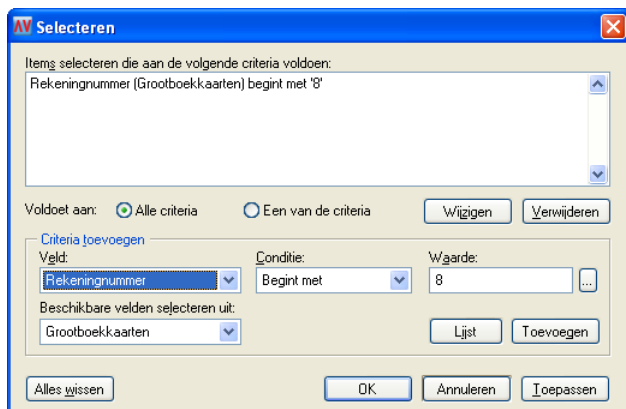 AV Selecteren
Items selecteren die aan de volgende criteria voldoen:
Rekeningnummer (Grootboekkaarten) begint met '8'
Voldoet aan: Alle criteria Een van de criteria Wijzigen Verwijderen
Criteria toevoegen
Veld: Conditie: Waarde:
Rekeningnummer Begint met 8 ...
Beschikbare velden selecteren uit:
Grootboekkaarten Lijst Toevoegen
Alles wissen OK Annuleren Toepassen